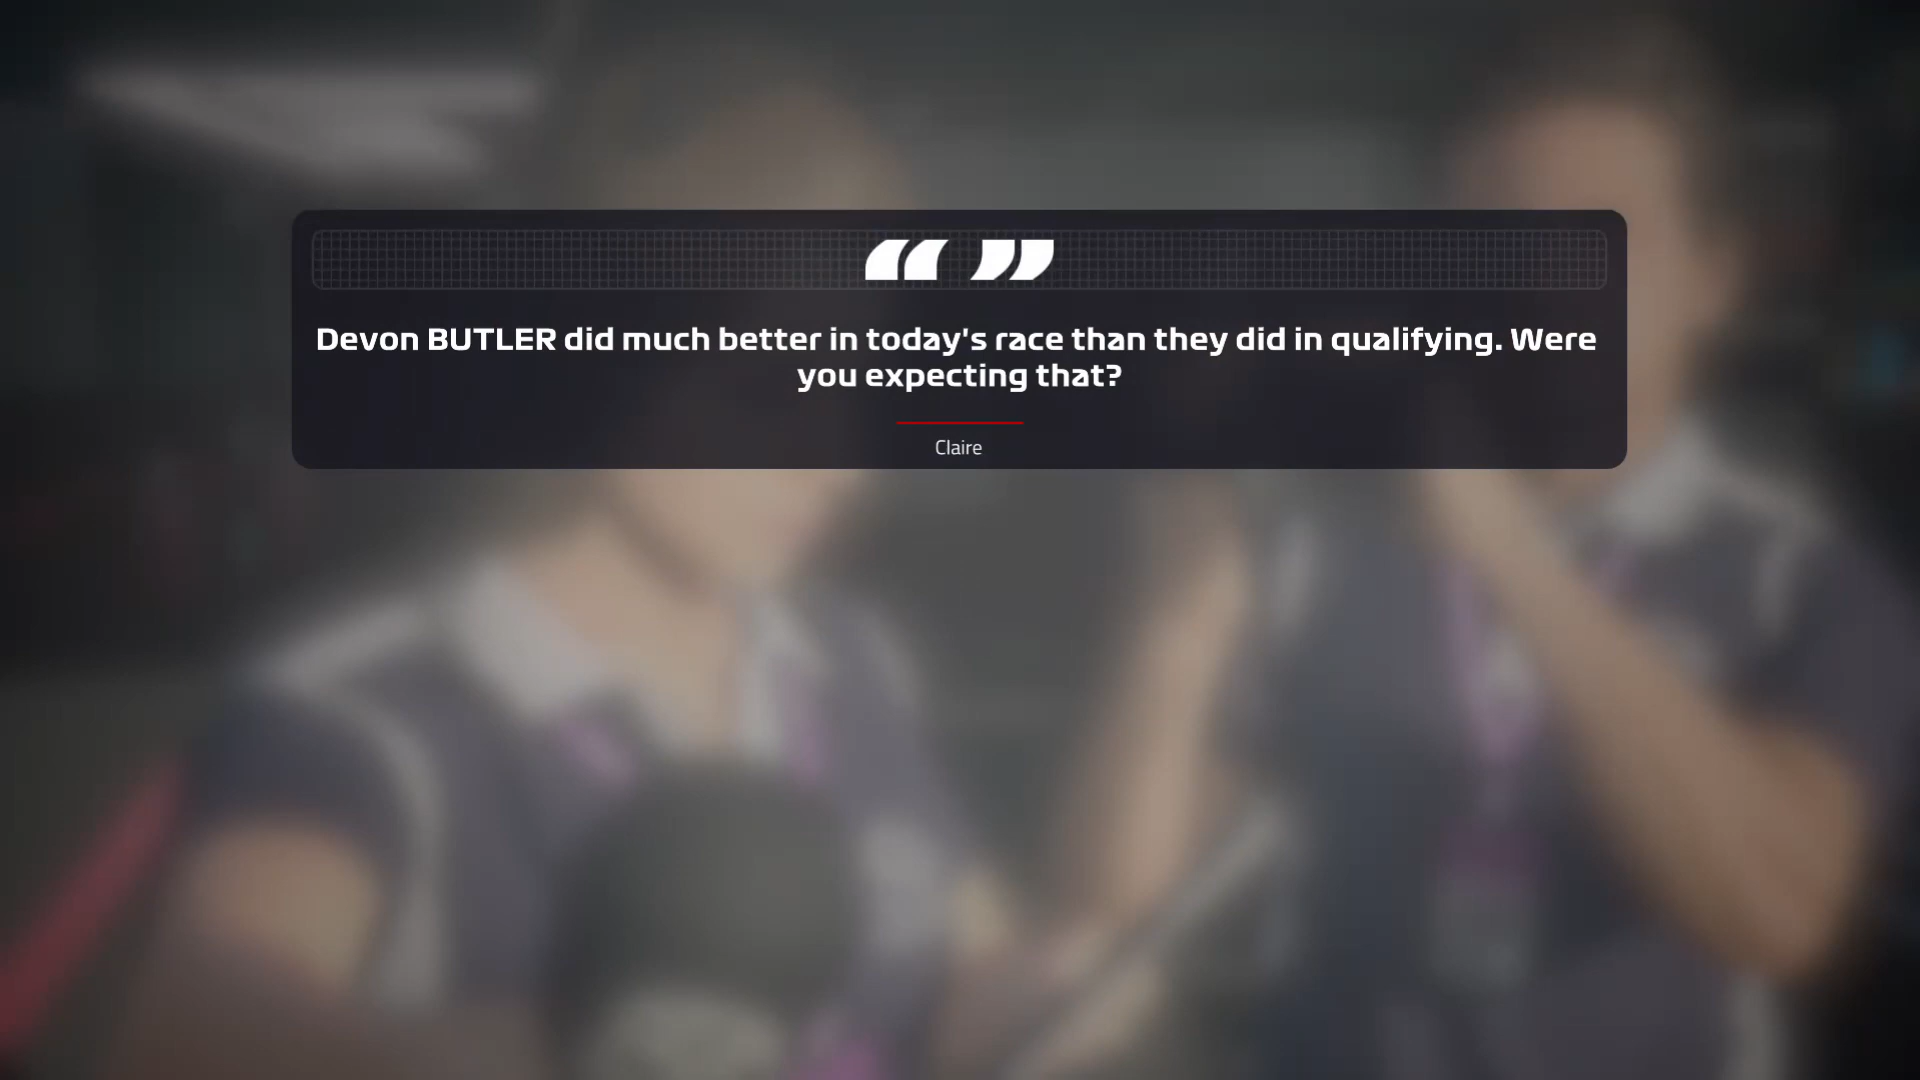 “ ”
Devon BUTLER did much better in today's race than they did in qualifying. Were
you expecting that?
Claire